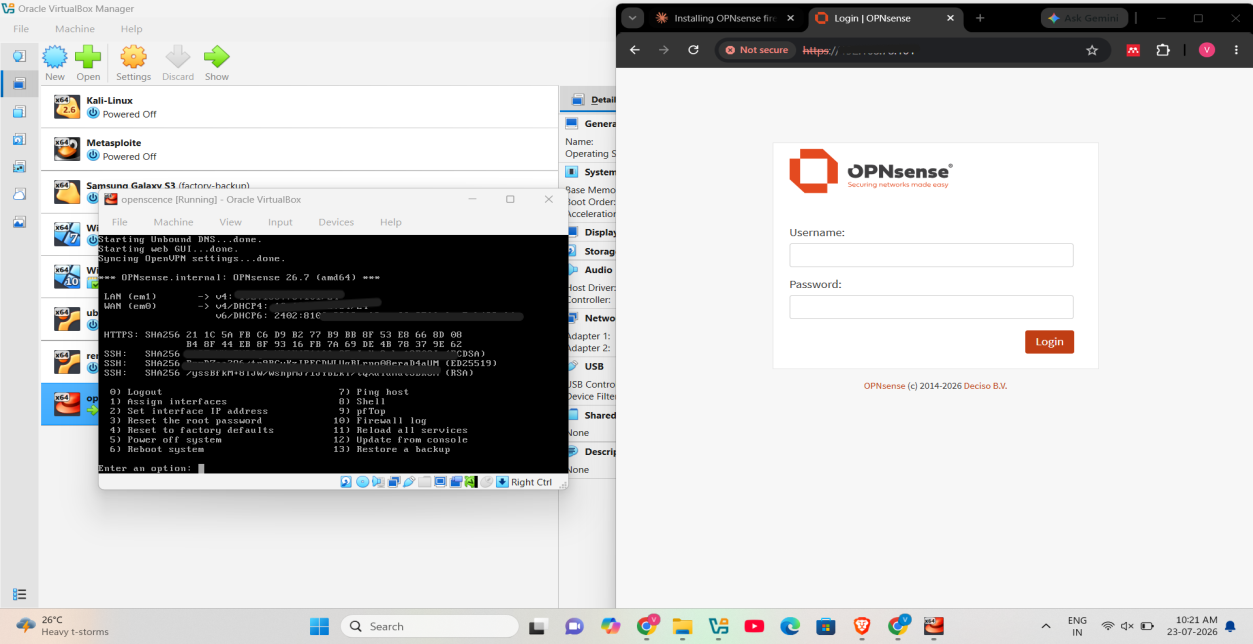 Oracle VirtualBox Manager
File Machine Help
New Open Settings Discard Show
Kali-Linux
Powered Off
Metasploite
Powered Off
Samsung Galaxy S3 (factory-backup)
Detail
Genera
Name:
Operating S
System
Base Memo
Boot Order:
Acceleration
Display
Storag
Audio
Host Driver
Controller:
Netwo
Adapter 1:
Adapter 2:
USB
USB Contro
Device Filter
Shared
None
Descrip
None
openscence [Running] - Oracle VirtualBox
File Machine View Input Devices Help
Starting Unbound DNS...done.
Starting web GUI...done.
Syncing OpenVPN settings...done.
*** OPNsense.internal: OPNsense 26.7 (amd64) ***
LAN (em1) -> v4:
WAN (em0) -> v4/DHCP4:
v6/DHCP6: 2402:810
HTTPS: SHA256 21 1C 5A FB C6 D9 B2 77 B9 BB 8F 53 E8 66 8D 08
B4 8F 44 EB 8F 93 16 FB 7A 69 DE 4B 78 37 9E 62
SSH: SHA256 CDSA)
SSH: SHA256 (ED25519)
SSH: SHA256 (RSA)
0) Logout 7) Ping host
1) Assign interfaces 8) Shell
2) Set interface IP address 9) pfTop
3) Reset the root password 10) Firewall log
4) Reset to factory defaults 11) Reload all services
5) Power off system 12) Update from console
6) Reboot system 13) Restore a backup
Enter an option:
Right Ctrl
Installing OPNsense fire
Login | OPNsense
Ask Gemini
Not secure https://
V
OPNsense®
Securing networks made easy
Username:
Password:
Login
OPNsense (c) 2014-2026 Deciso B.V.
26°C
Heavy t-storms
Search
ENG
IN
10:21 AM
23-07-2026